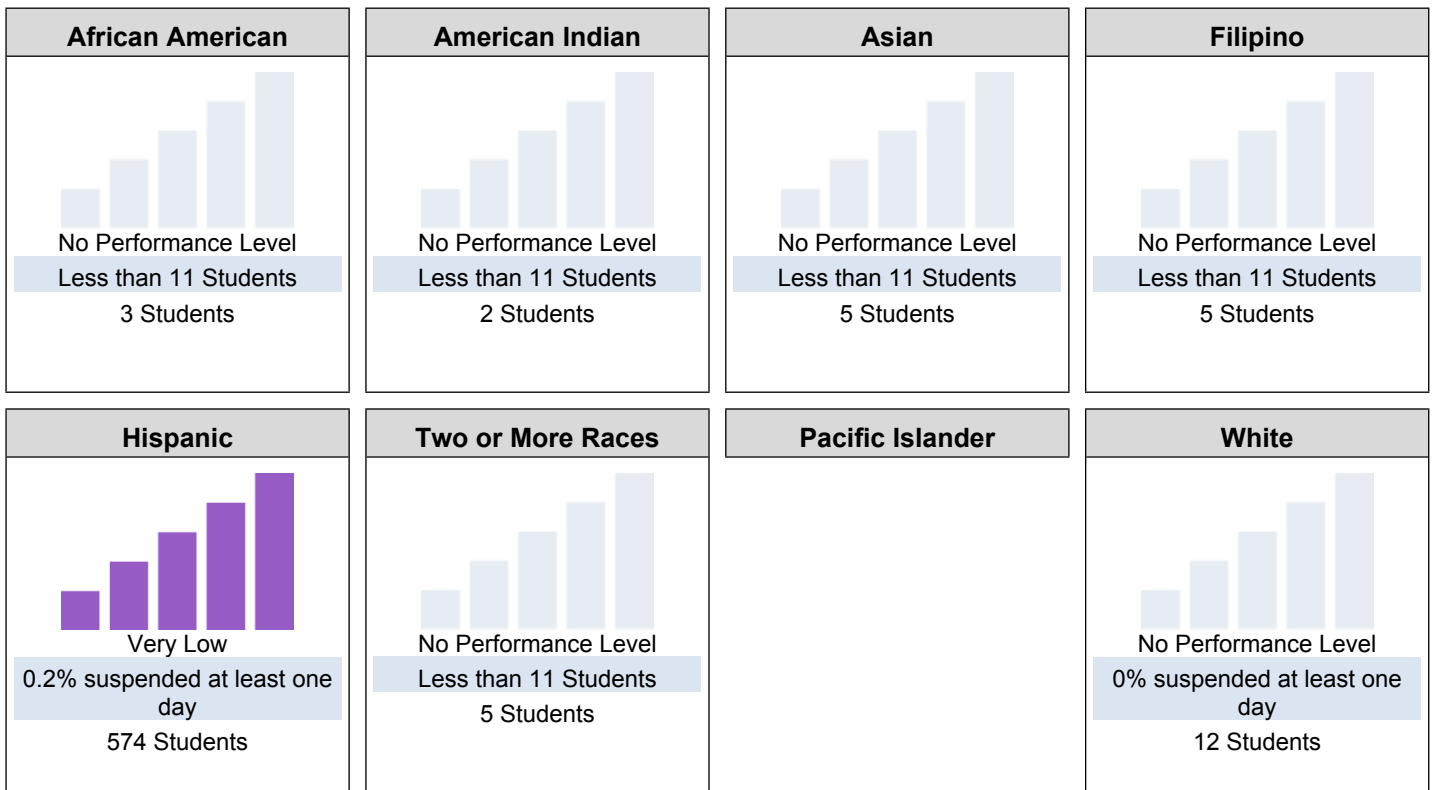 African American
No Performance Level
Less than 11 Students
3 Students
American Indian
No Performance Level
Less than 11 Students
2 Students
Asian
No Performance Level
Less than 11 Students
5 Students
Filipino
No Performance Level
Less than 11 Students
5 Students
Hispanic
Very Low
0.2% suspended at least one
day
574 Students
Two or More Races
No Performance Level
Less than 11 Students
5 Students
Pacific Islander
White
No Performance Level
0% suspended at least one
day
12 Students